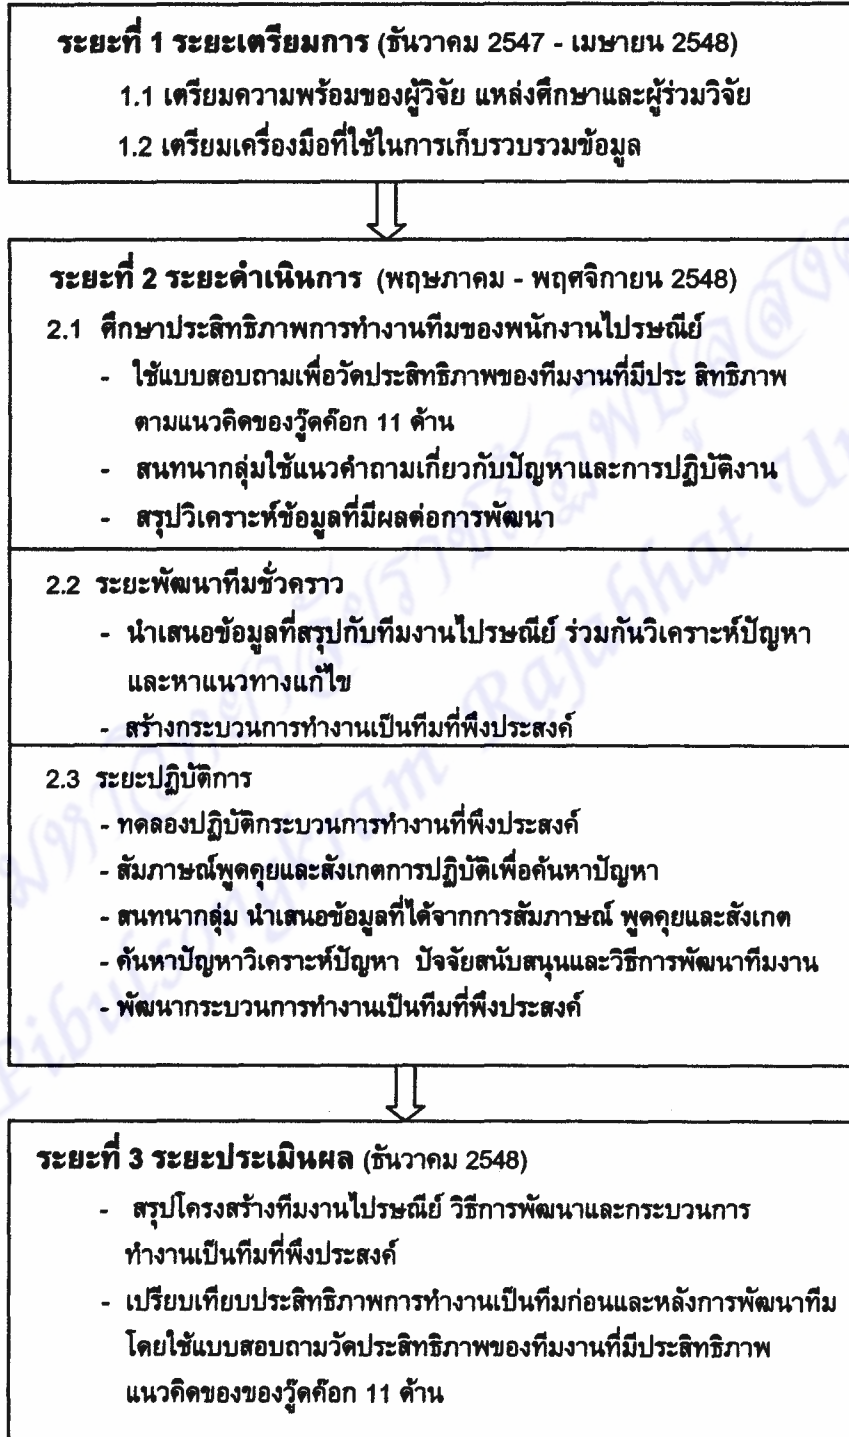 ระยะที่ 1 ระยะเตรียมการ (ธันวาคม 2547 - เมษายน 2548)
1.1 เตรียมความพร้อมของผู้วิจัย แหล่งศึกษาและผู้ร่วมวิจัย
1.2 เตรียมเครื่องมือที่ใช้ในการเก็บรวบรวมข้อมูล
ระยะที่ 2 ระยะดำเนินการ (พฤษภาคม - พฤศจิกายน 2548)
2.1 ศึกษาประสิทธิภาพการทำงานทีมของพนักงานไปรษณีย์
- ใช้แบบสอบถามเพื่อวัดประสิทธิภาพของทีมงานที่มีประ สิทธิภาพ
ตามแนวคิดของวู๊ดค๊อก 11 ด้าน
- สนทนากลุ่มใช้แนวคำถามเกี่ยวกับปัญหาและการปฏิบัติงาน
- สรุปวิเคราะห์ข้อมูลที่มีผลต่อการพัฒนา
2.2 ระยะพัฒนาทีมชั่วคราว
- นำเสนอข้อมูลที่สรุปกับทีมงานไปรษณีย์ ร่วมกันวิเคราะห์ปัญหา
และหาแนวทางแก้ไข
- สร้างกระบวนการทำงานเป็นทีมที่พึงประสงค์
2.3 ระยะปฏิบัติการ
- ทดลองปฏิบัติกระบวนการทำงานที่พึงประสงค์
- สัมภาษณ์พูดคุยและสังเกตการปฏิบัติเพื่อค้นหาปัญหา
- สนทนากลุ่ม นำเสนอข้อมูลที่ได้จากการสัมภาษณ์ พูดคุยและสังเกต
- ค้นหาปัญหาวิเคราะห์ปัญหา ปัจจัยสนับสนุนและวิธีการพัฒนาทีมงาน
- พัฒนากระบวนการทำงานเป็นทีมที่พึงประสงค์
ระยะที่ 3 ระยะประเมินผล (ธันวาคม 2548)
- สรุปโครงสร้างทีมงานไปรษณีย์ วิธีการพัฒนาและกระบวนการ
ทำงานเป็นทีมที่พึงประสงค์
- เปรียบเทียบประสิทธิภาพการทำงานเป็นทีมก่อนและหลังการพัฒนาทีม
โดยใช้แบบสอบถามวัดประสิทธิภาพของทีมงานที่มีประสิทธิภาพ
แนวคิดของของวู๊ดค๊อก 11 ด้าน
Pibulsongkram Rajabhat